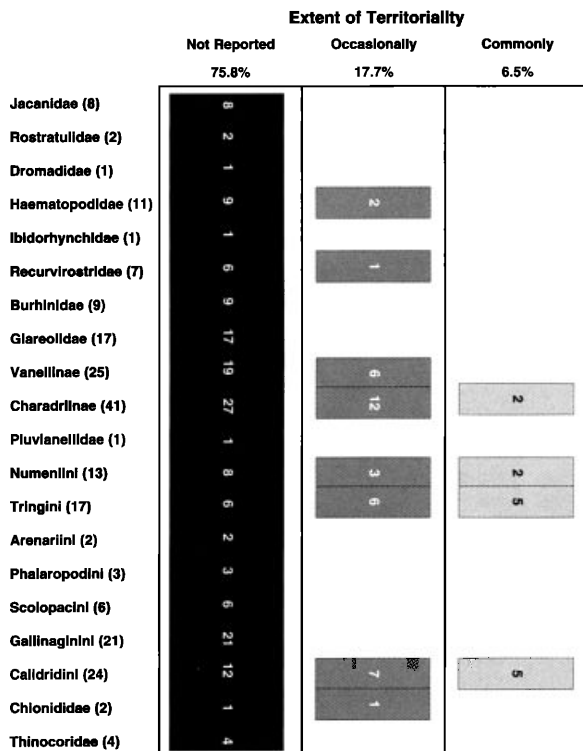 Extent of Territoriality
Not Reported Occasionally Commonly
75.8% 17.7% 6.5%
Jacanidae (8) 8
Rostratulidae (2) 2
Dromadidae (1) 1
Haematopodidae (11) 9 2
Ibidorhynchidae (1) 1
Recurvirostridae (7) 6 1
Burhinidae (9) 9
Glareolidae (17) 17
Vanellinae (25) 19 6
Charadriinae (41) 27 12 2
Pluvianellidae (1) 1
Numeniini (13) 8 3 2
Tringini (17) 6 6 5
Arenariini (2) 2
Phalaropodini (3) 3
Scolopacini (6) 6
Gallinaginini (21) 21
Calidridini (24) 12 7 5
Chionididae (2) 1 1
Thinocoridae (4) 4